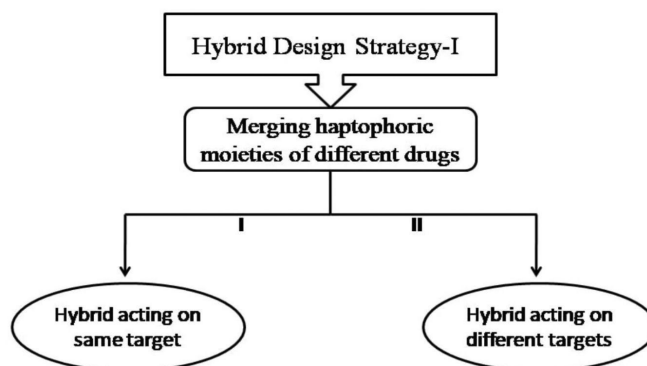 Hybrid Design Strategy-I
Merging haptophoric
moieties of different drugs
I
II
Hybrid acting on
same target
Hybrid acting on
different targets